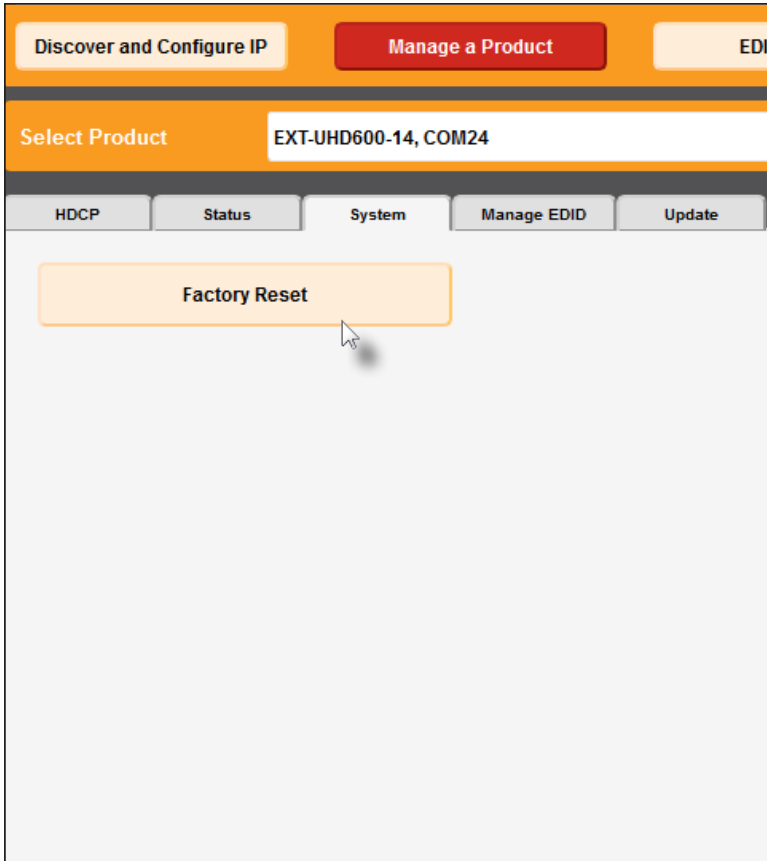 Discover and Configure IP
Manage a Product
EDI
Select Product
EXT-UHD600-14, COM24
HDCP
Status
System
Manage EDID
Update
Factory Reset